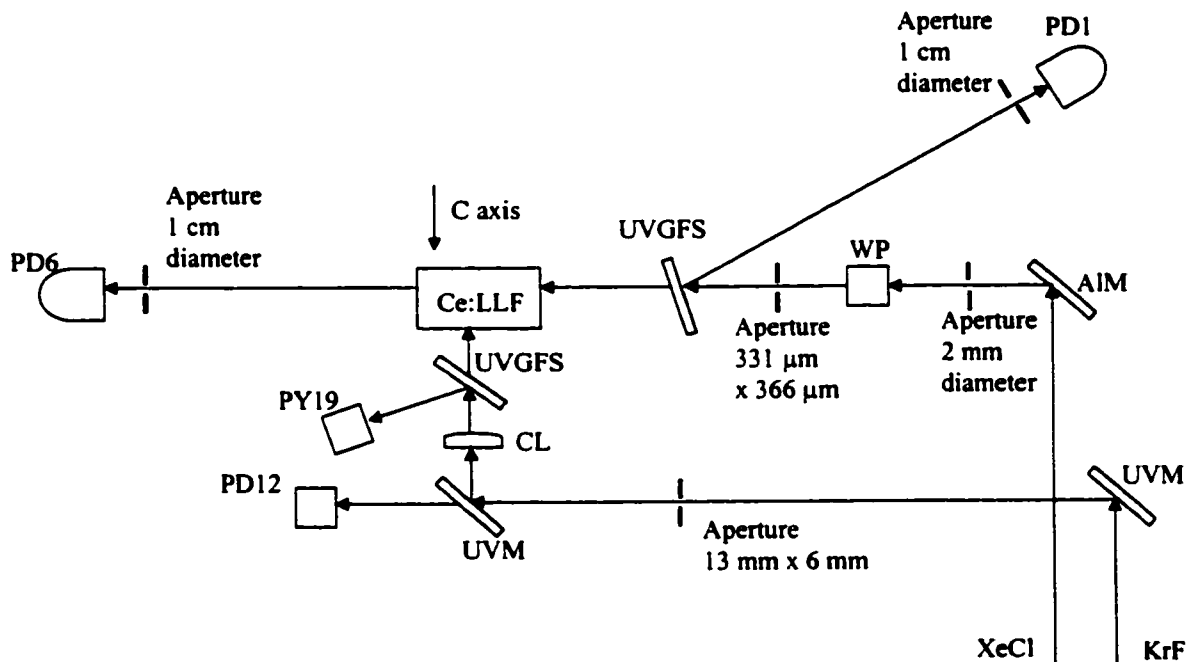 Aperture
1 cm
diameter
PD1
Aperture
1 cm
diameter
C axis
PD6
Ce:LLF
UVGFS
WP
AlM
Aperture
331 μm
x 366 μm
Aperture
2 mm
diameter
UVGFS
PY19
CL
PD12
UVM
Aperture
13 mm x 6 mm
UVM
XeCl
KrF